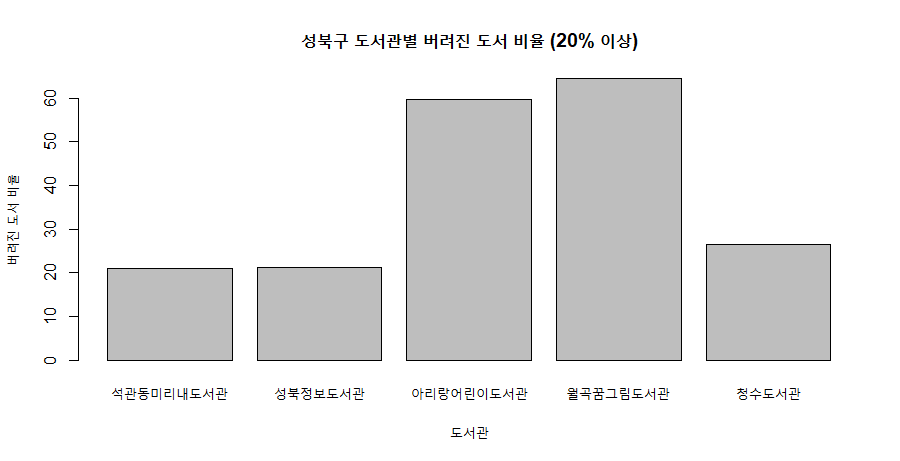 성북구 도서관별 버려진 도서 비율 (20% 이상)
버려진 도서 비율
60
50
40
30
20
10
0
석관동미리내도서관 성북정보도서관 아리랑어린이도서관 월곡꿈그림도서관 청수도서관
도서관